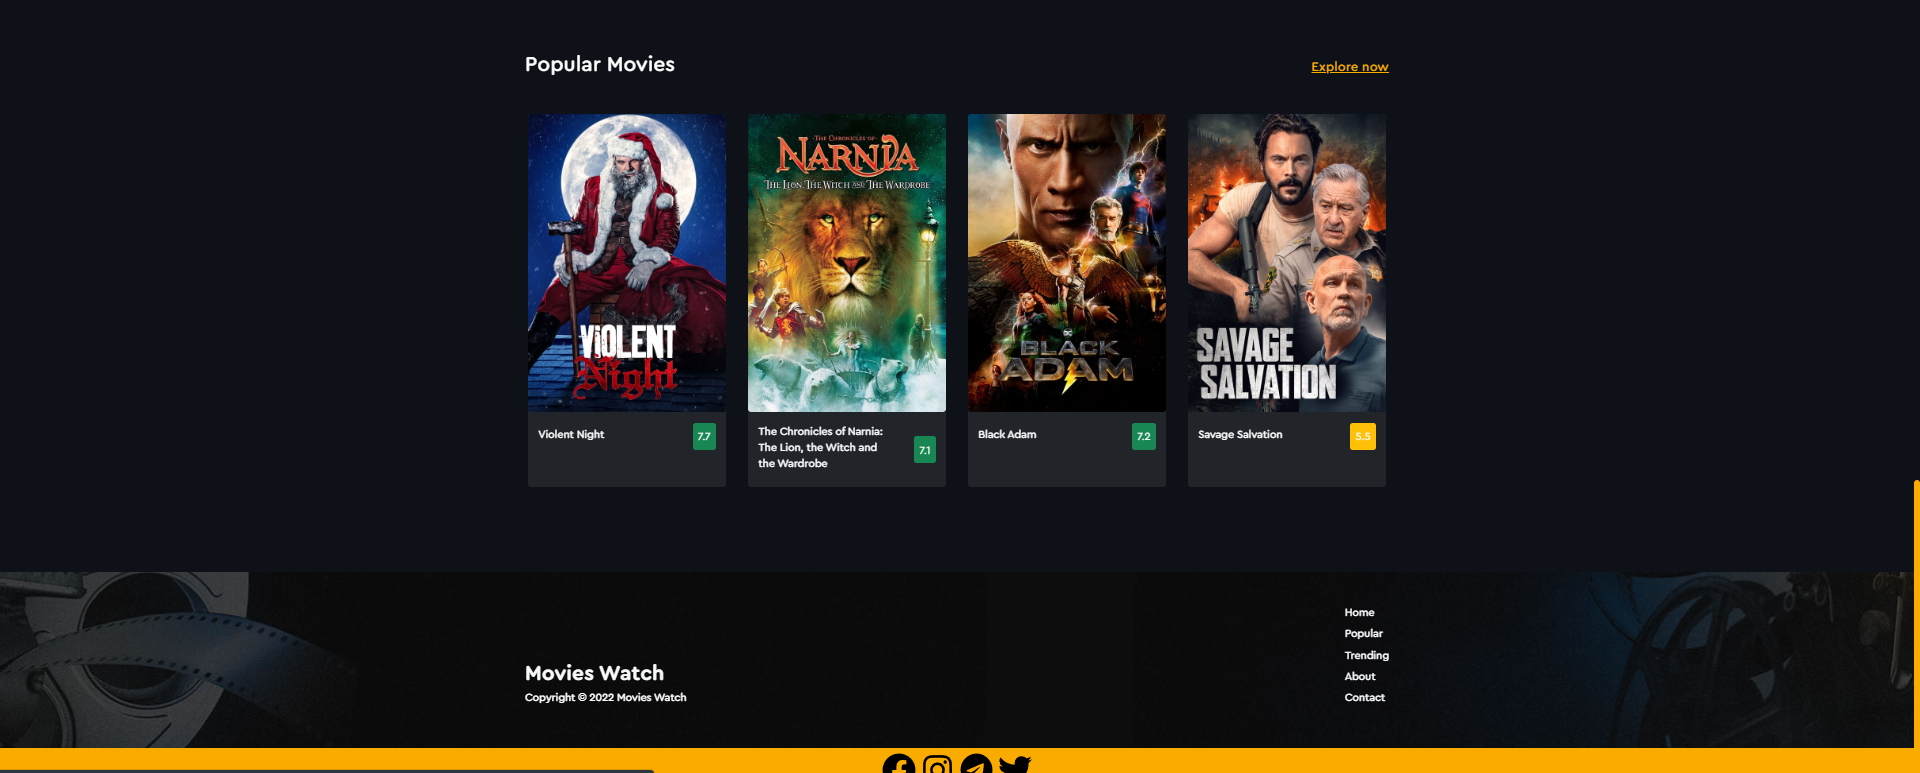 Popular Movies
Explore now
VIOLENT
Night
THE CHRONICLES OF
NARNIA
THE LION, THE WITCH AND THE WARDROBE
DC
BLACK
ADAM
SAVAGE
SALVATION
Violent Night
7.7
The Chronicles of Narnia:
The Lion, the Witch and
the Wardrobe
7.1
Black Adam
7.2
Savage Salvation
5.5
Home
Popular
Trending
About
Contact
Movies Watch
Copyright © 2022 Movies Watch